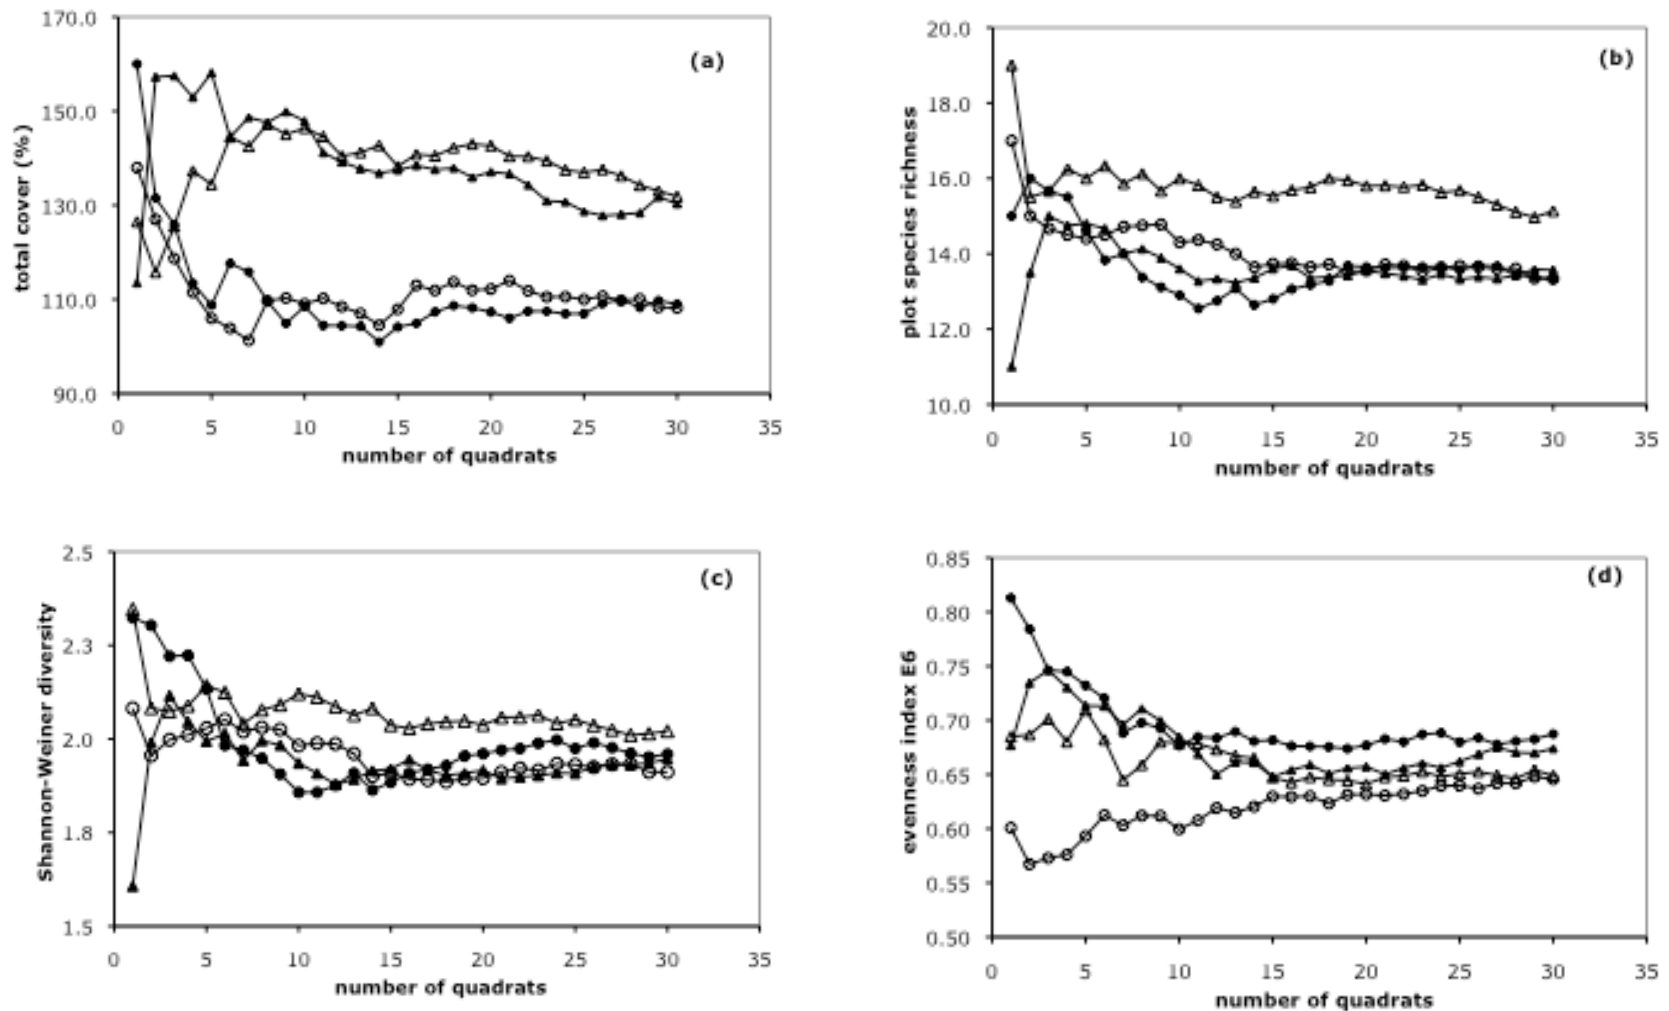 (a)
total cover (%)
170.0
150.0
130.0
110.0
90.0
0 5 10 15 20 25 30 35
number of quadrats
(b)
plot species richness
20.0
18.0
16.0
14.0
12.0
10.0
0 5 10 15 20 25 30 35
number of quadrats
(c)
Shannon-Weiner diversity
2.5
2.3
2.0
1.8
1.5
0 5 10 15 20 25 30 35
number of quadrats
(d)
evenness index E6
0.85
0.80
0.75
0.70
0.65
0.60
0.55
0.50
0 5 10 15 20 25 30 35
number of quadrats